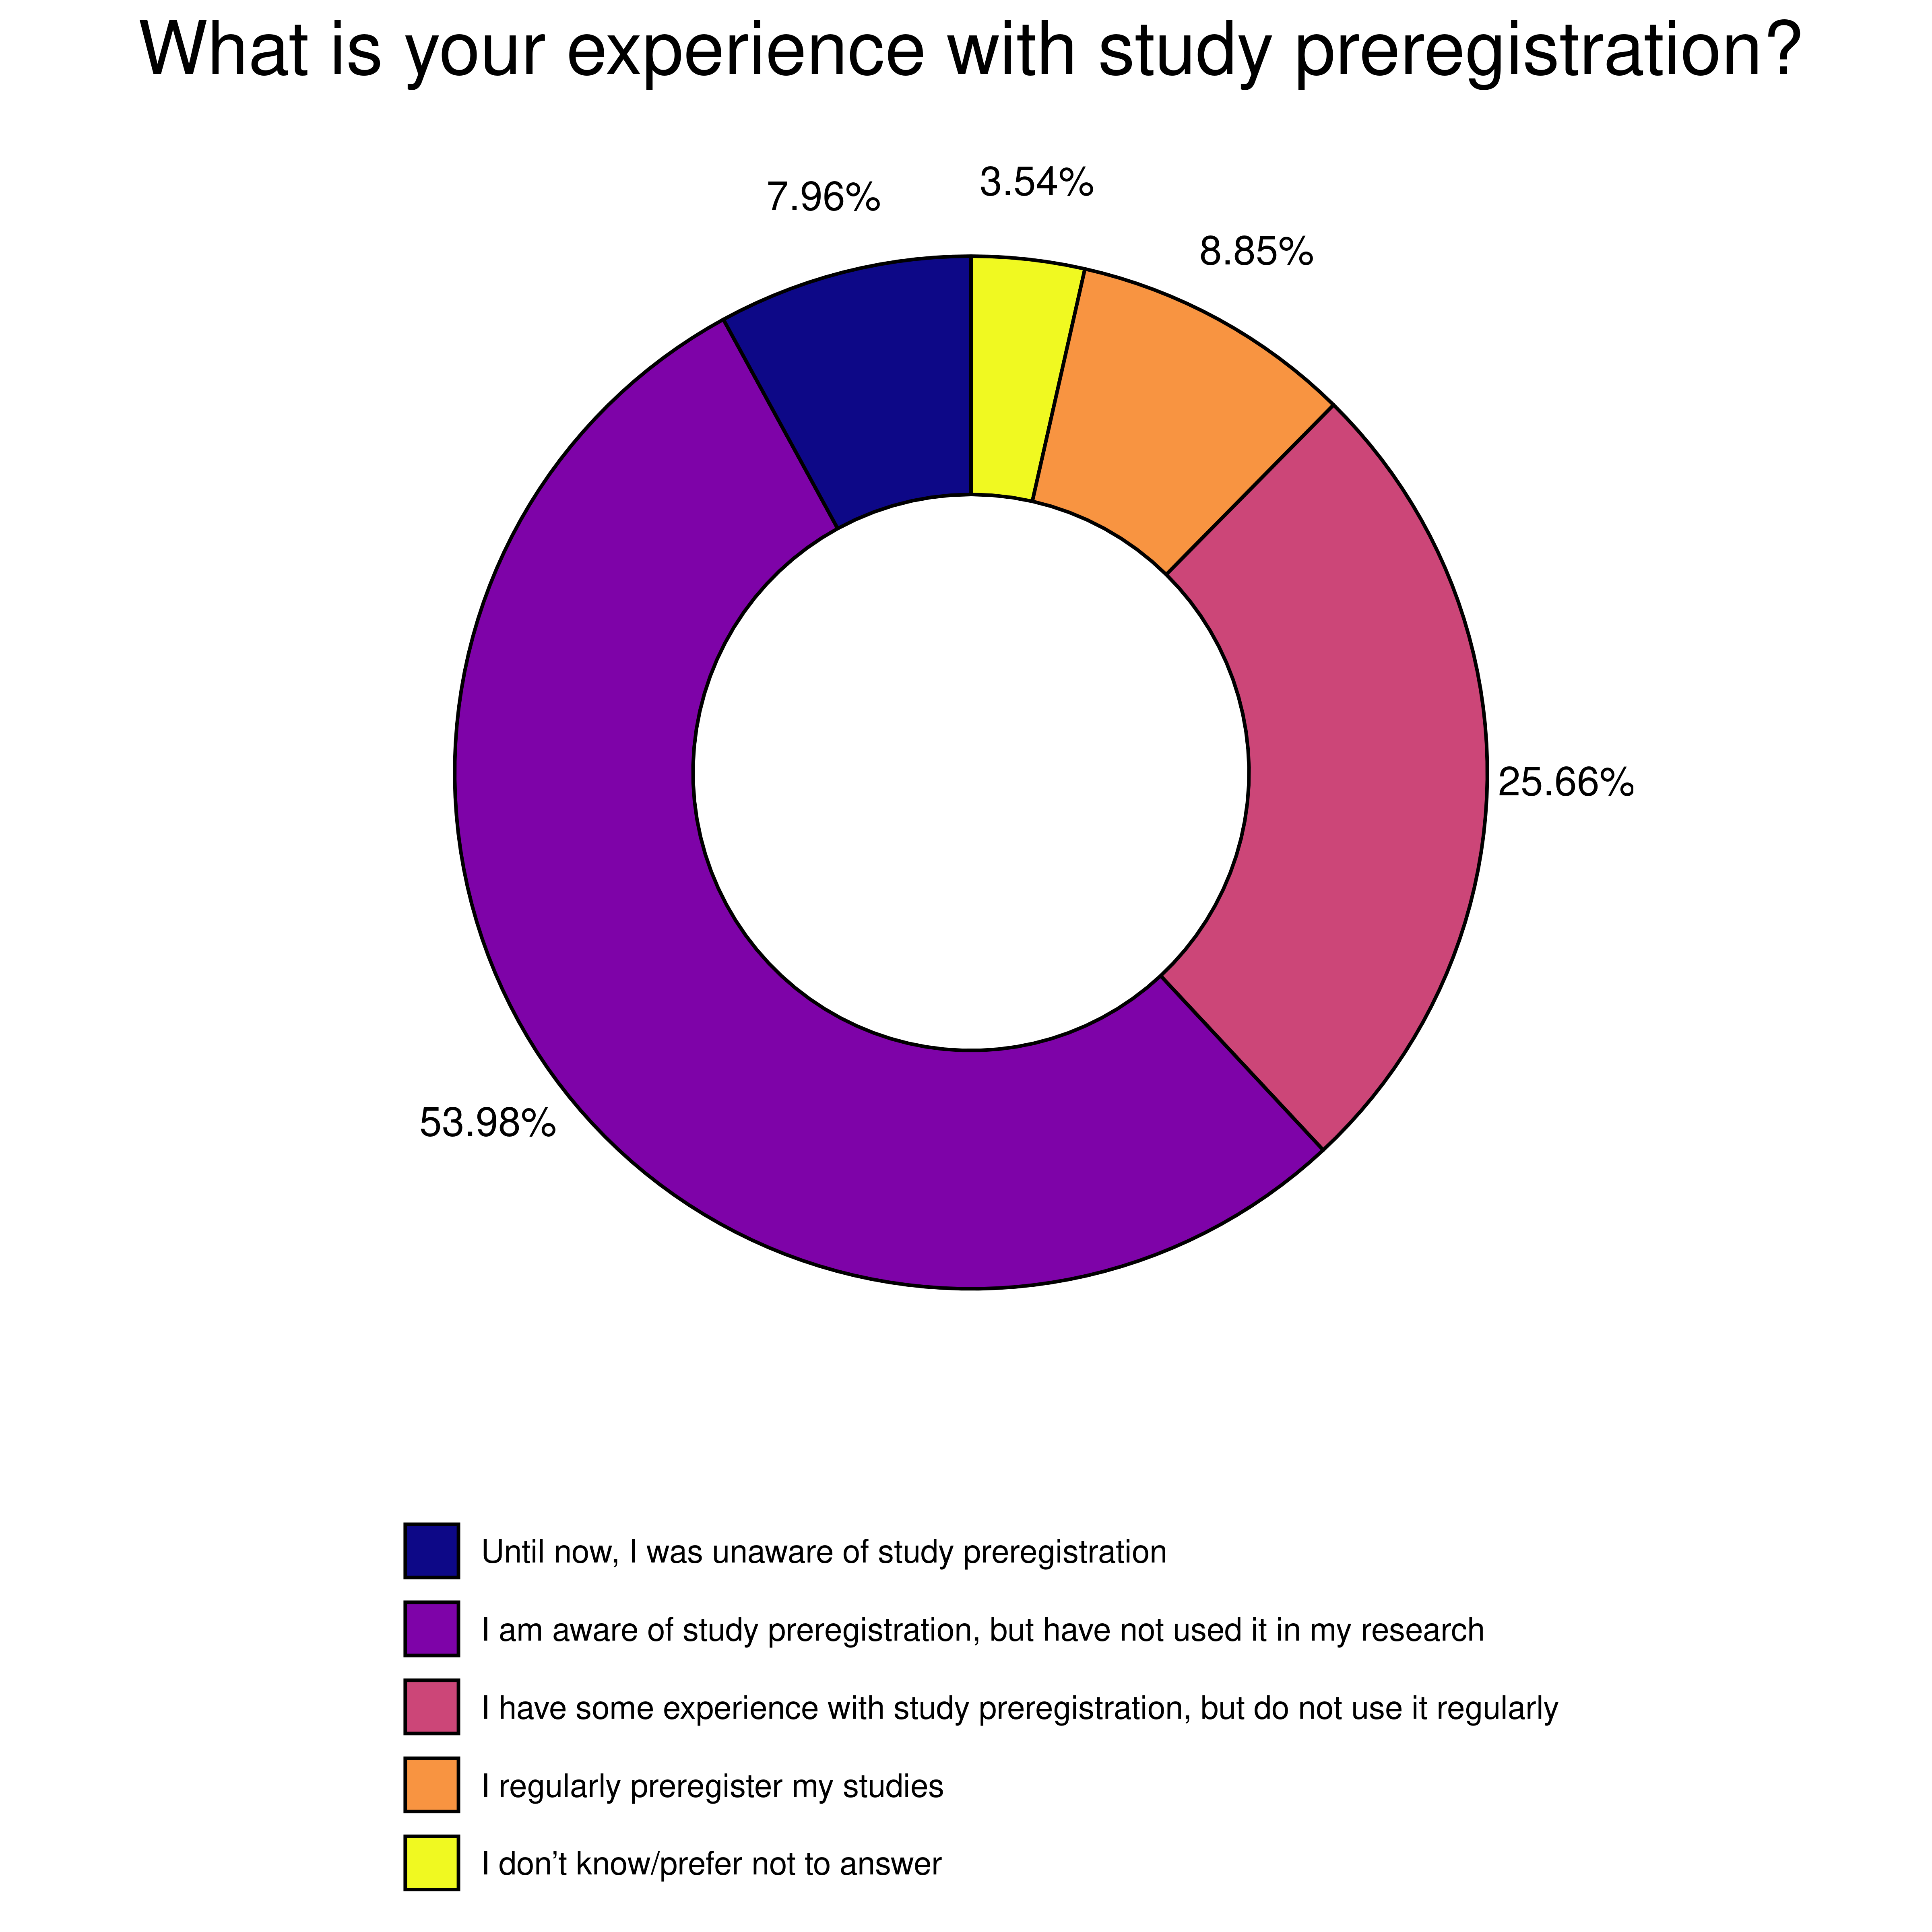 What is your experience with study preregistration?
7.96%
3.54%
8.85%
25.66%
53.98%
Until now, I was unaware of study preregistration
I am aware of study preregistration, but have not used it in my research
I have some experience with study preregistration, but do not use it regularly
I regularly preregister my studies
I don’t know/prefer not to answer